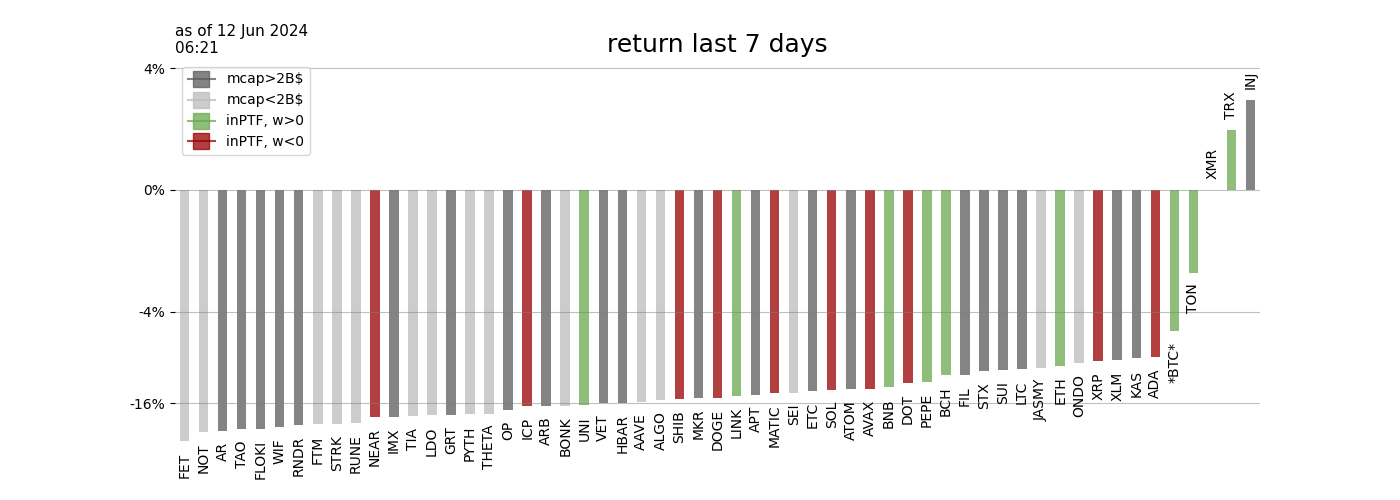 as of 12 Jun 2024
06:21
return last 7 days
4%
0%
-4%
-16%
mcap>2B$
mcap<2B$
inPTF, w>0
inPTF, w<0
FET
NOT
AR
TAO
FLOKI
WIF
RNDR
FTM
STRK
RUNE
NEAR
IMX
TIA
LDO
GRT
PYTH
THETA
OP
ICP
ARB
BONK
UNI
VET
HBAR
AAVE
ALGO
SHIB
MKR
DOGE
LINK
APT
MATIC
SEI
ETC
SOL
ATOM
AVAX
BNB
DOT
PEPE
BCH
FIL
STX
SUI
LTC
JASMY
ETH
ONDO
XRP
XLM
KAS
ADA
*BTC*
TON
XMR
TRX
INJ